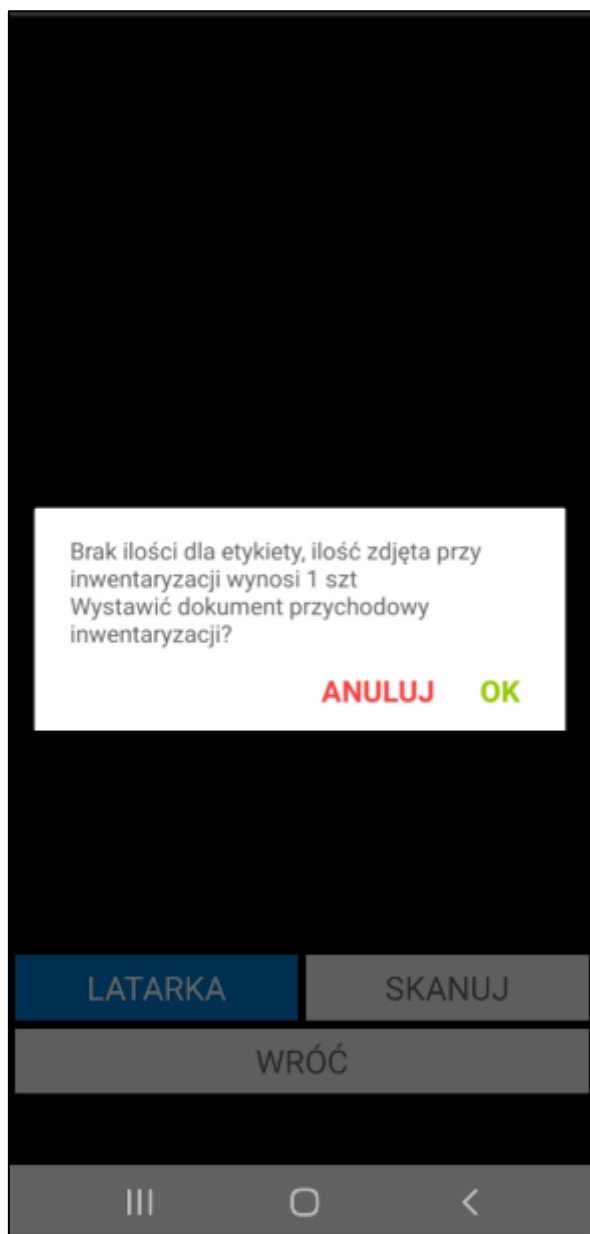 Brak ilości dla etykiety, ilość zdjęta przy
inwentaryzacji wynosi 1 szt
Wystawić dokument przychodowy
inwentaryzacji?
ANULUJ OK
LATARKA SKANUJ
WRÓĆ